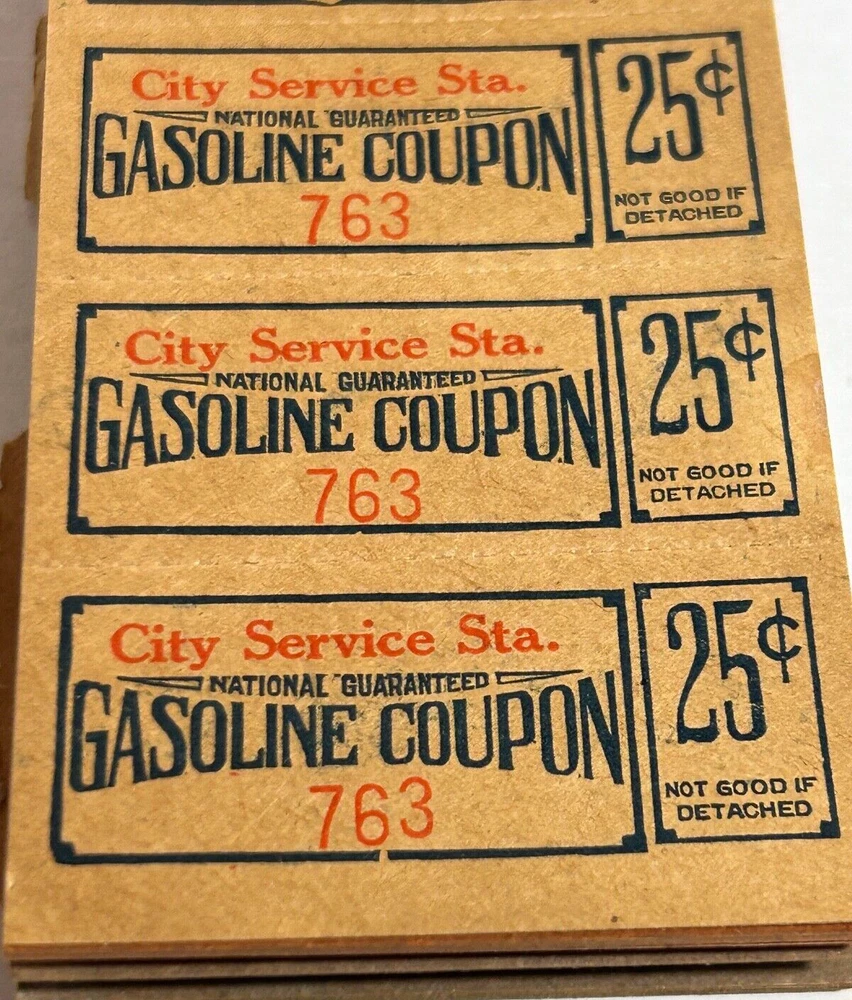 City Service Sta.
NATIONAL GUARANTEED
GASOLINE COUPON
763
25¢
NOT GOOD IF
DETACHED
City Service Sta.
NATIONAL GUARANTEED
GASOLINE COUPON
763
25¢
NOT GOOD IF
DETACHED
City Service Sta.
NATIONAL GUARANTEED
GASOLINE COUPON
763
25¢
NOT GOOD IF
DETACHED